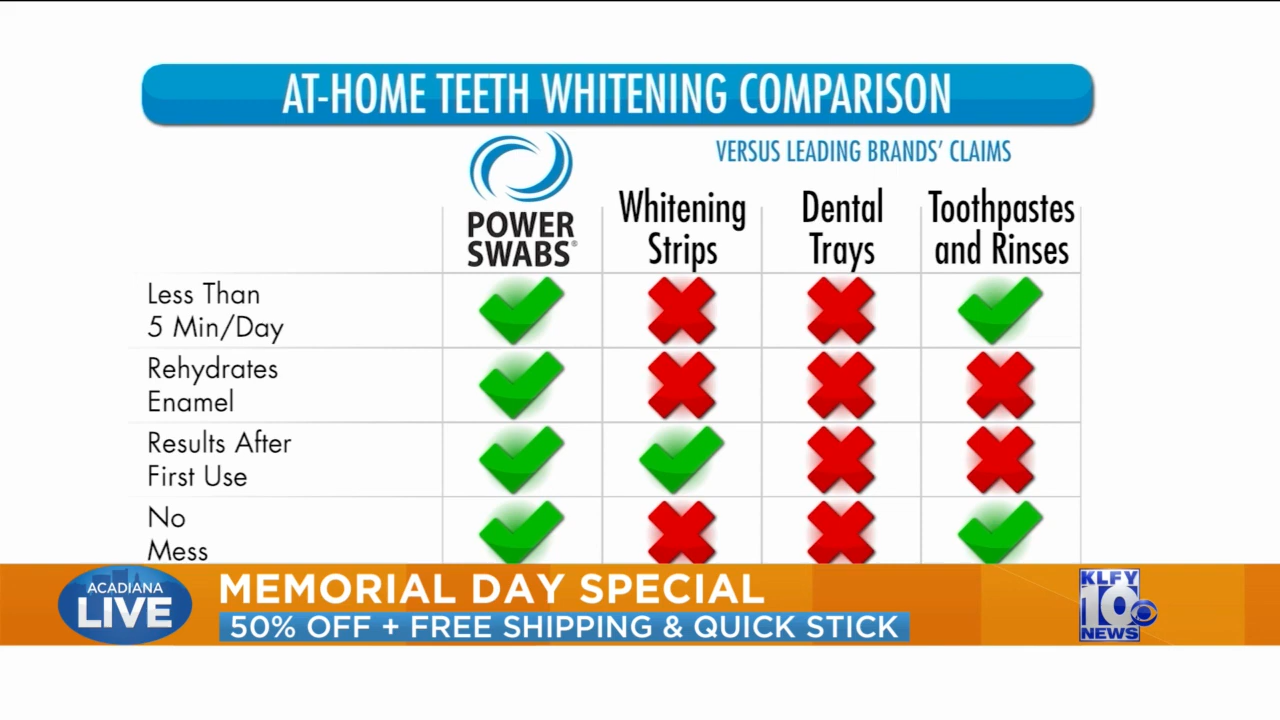 AT-HOME TEETH WHITENING COMPARISON
VERSUS LEADING BRANDS' CLAIMS
POWER
SWABS®
Whitening
Strips
Dental
Trays
Toothpastes
and Rinses
Less Than
5 Min/Day
Rehydrates
Enamel
Results After
First Use
No
Mess
ACADIANA
LIVE
MEMORIAL DAY SPECIAL
50% OFF + FREE SHIPPING & QUICK STICK
KLFY
10
NEWS